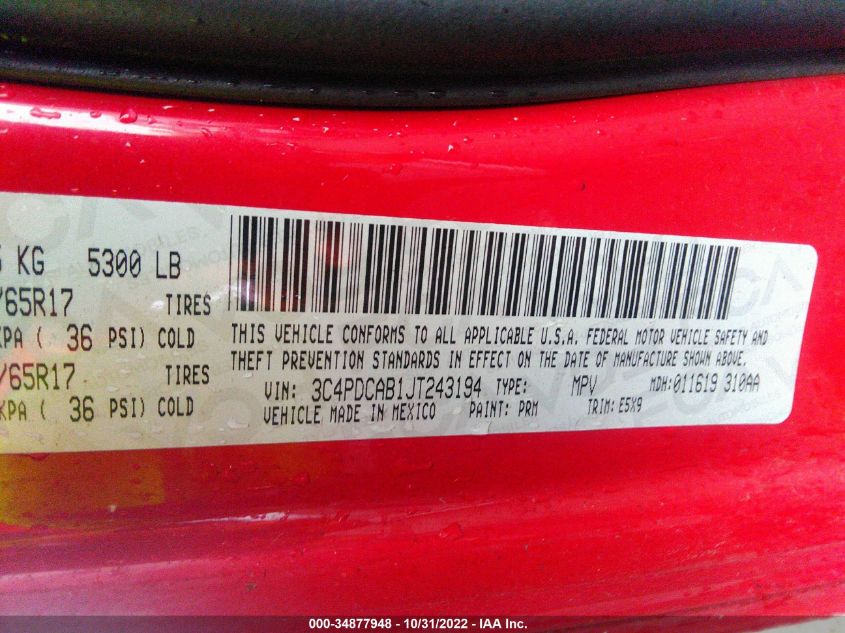 KG 5300 LB
/65R17 TIRES
KPA ( 36 PSI) COLD
/65R17 TIRES
KPA ( 36 PSI) COLD
THIS VEHICLE CONFORMS TO ALL APPLICABLE U.S.A. FEDERAL MOTOR VEHICLE SAFETY AND
THEFT PREVENTION STANDARDS IN EFFECT ON THE DATE OF MANUFACTURE SHOWN ABOVE.
VIN: 3C4PDCAB1JT243194 TYPE: MPV MDH: 011619 310AA
VEHICLE MADE IN MEXICO PAINT: PRM TRIM: E5X9
000-34877948 - 10/31/2022 - IAA Inc.